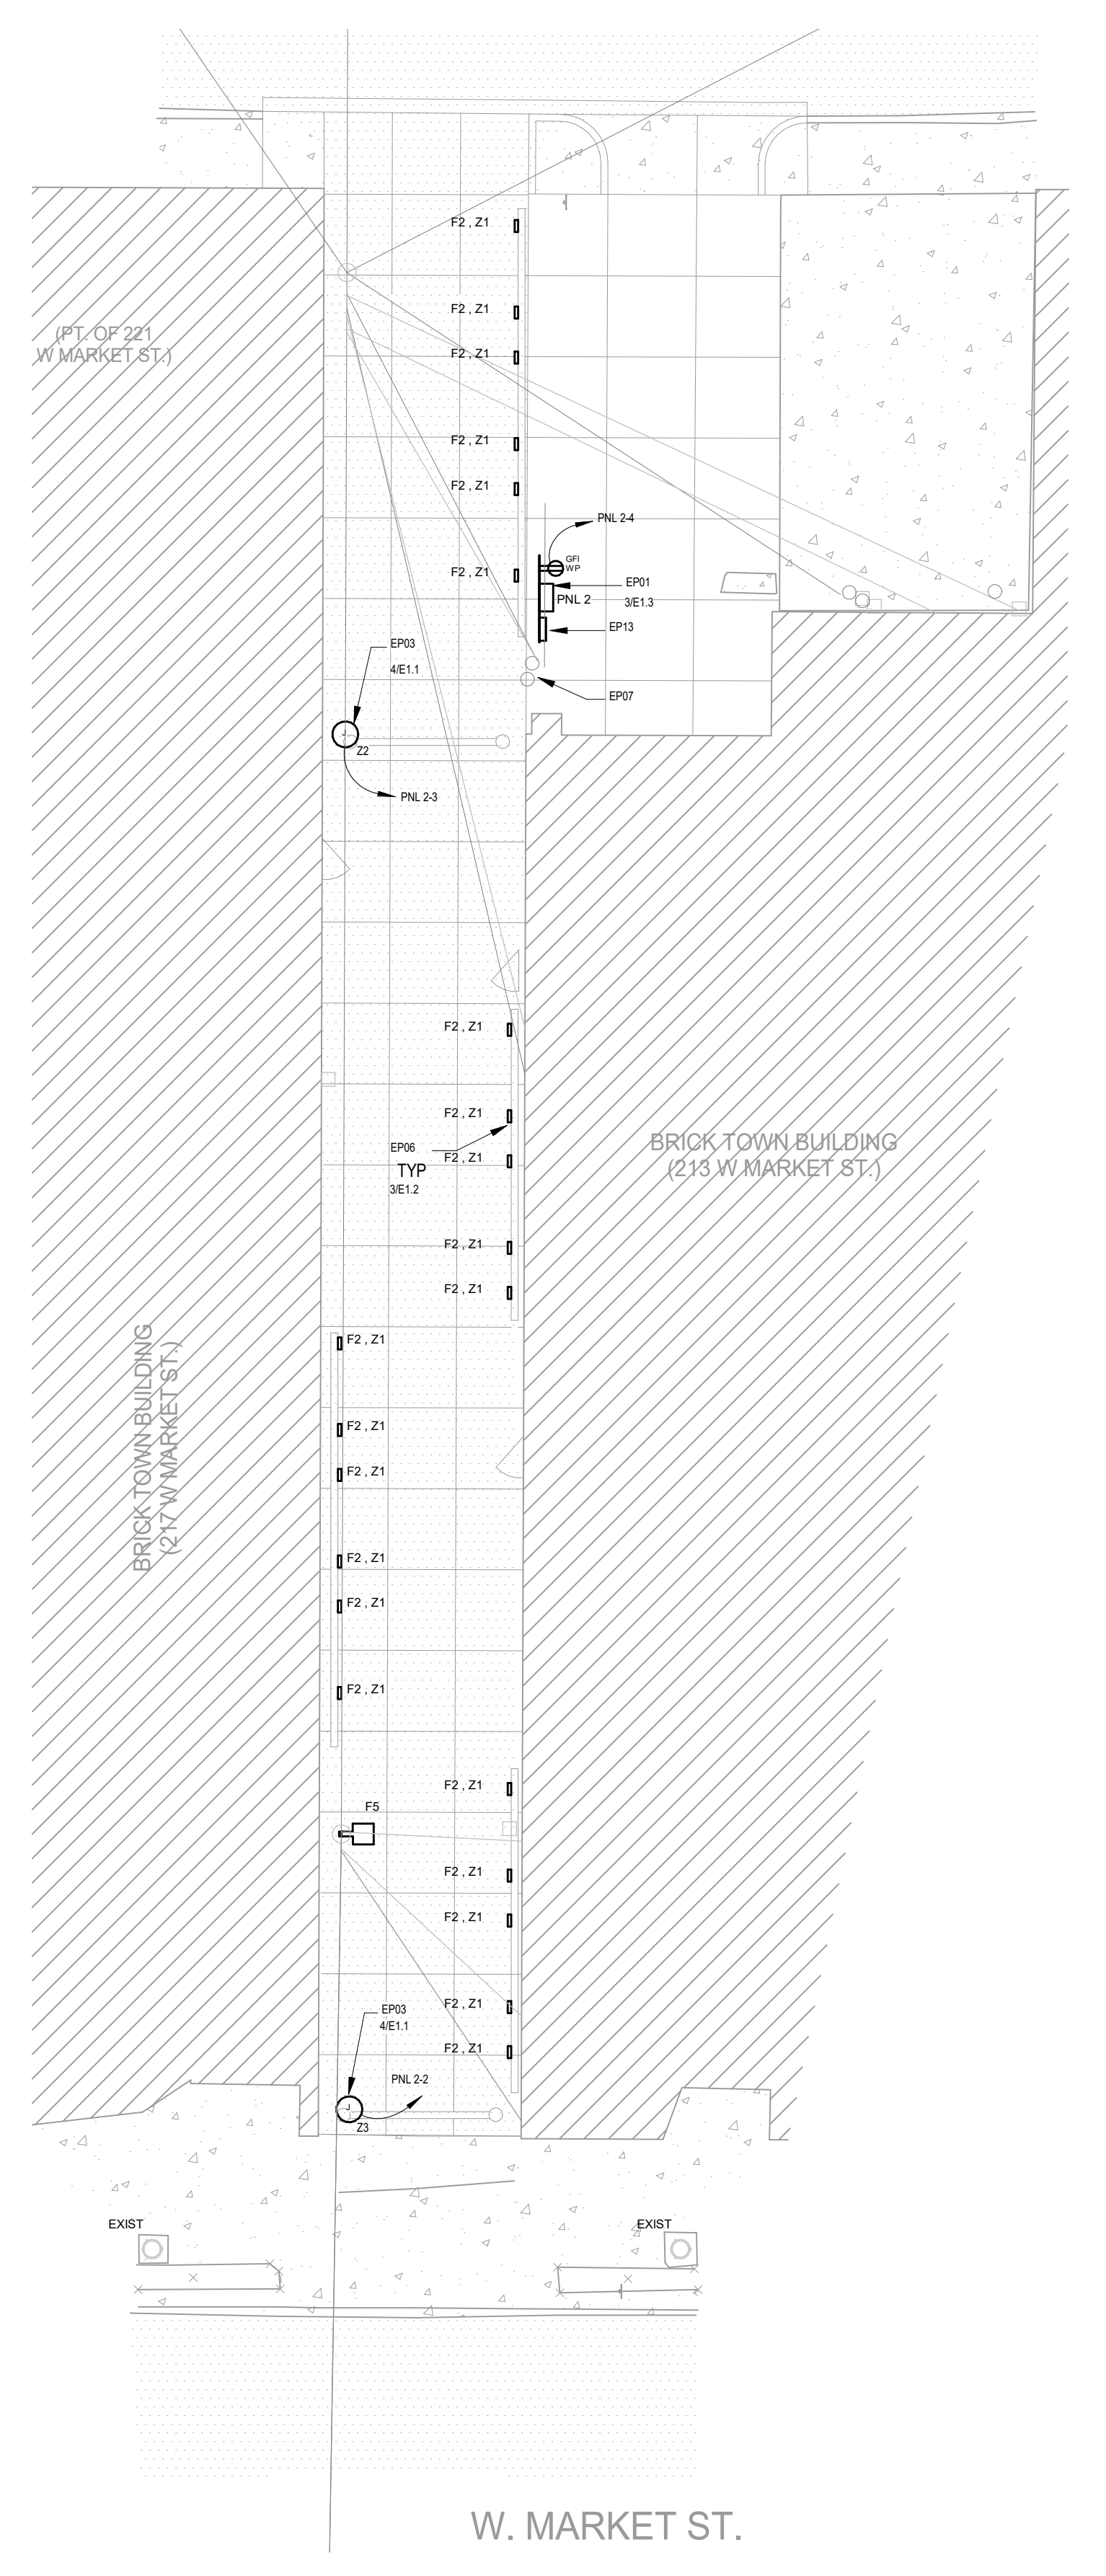 F2 , Z1
F2 , Z1
(PT. OF 221
W MARKET ST.)
F2 , Z1
F2 , Z1
F2 , Z1
PNL 2-4
GFI
WP
F2 , Z1
EP01
PNL 2
3/E1.3
EP13
EP03
4/E1.1
EP07
J
Z2
PNL 2-3
F2 , Z1
F2 , Z1
EP06
F2 , Z1
TYP
3/E1.2
BRICK TOWN BUILDING
(213 W MARKET ST.)
F2 , Z1
F2 , Z1
F2 , Z1
BRICK TOWN BUILDING
(217 W MARKET ST.)
F2 , Z1
F2 , Z1
F2 , Z1
F2 , Z1
F2 , Z1
F2 , Z1
F5
F2 , Z1
F2 , Z1
F2 , Z1
EP03
4/E1.1
F2 , Z1
PNL 2-2
J
Z3
EXIST
EXIST
W. MARKET ST.